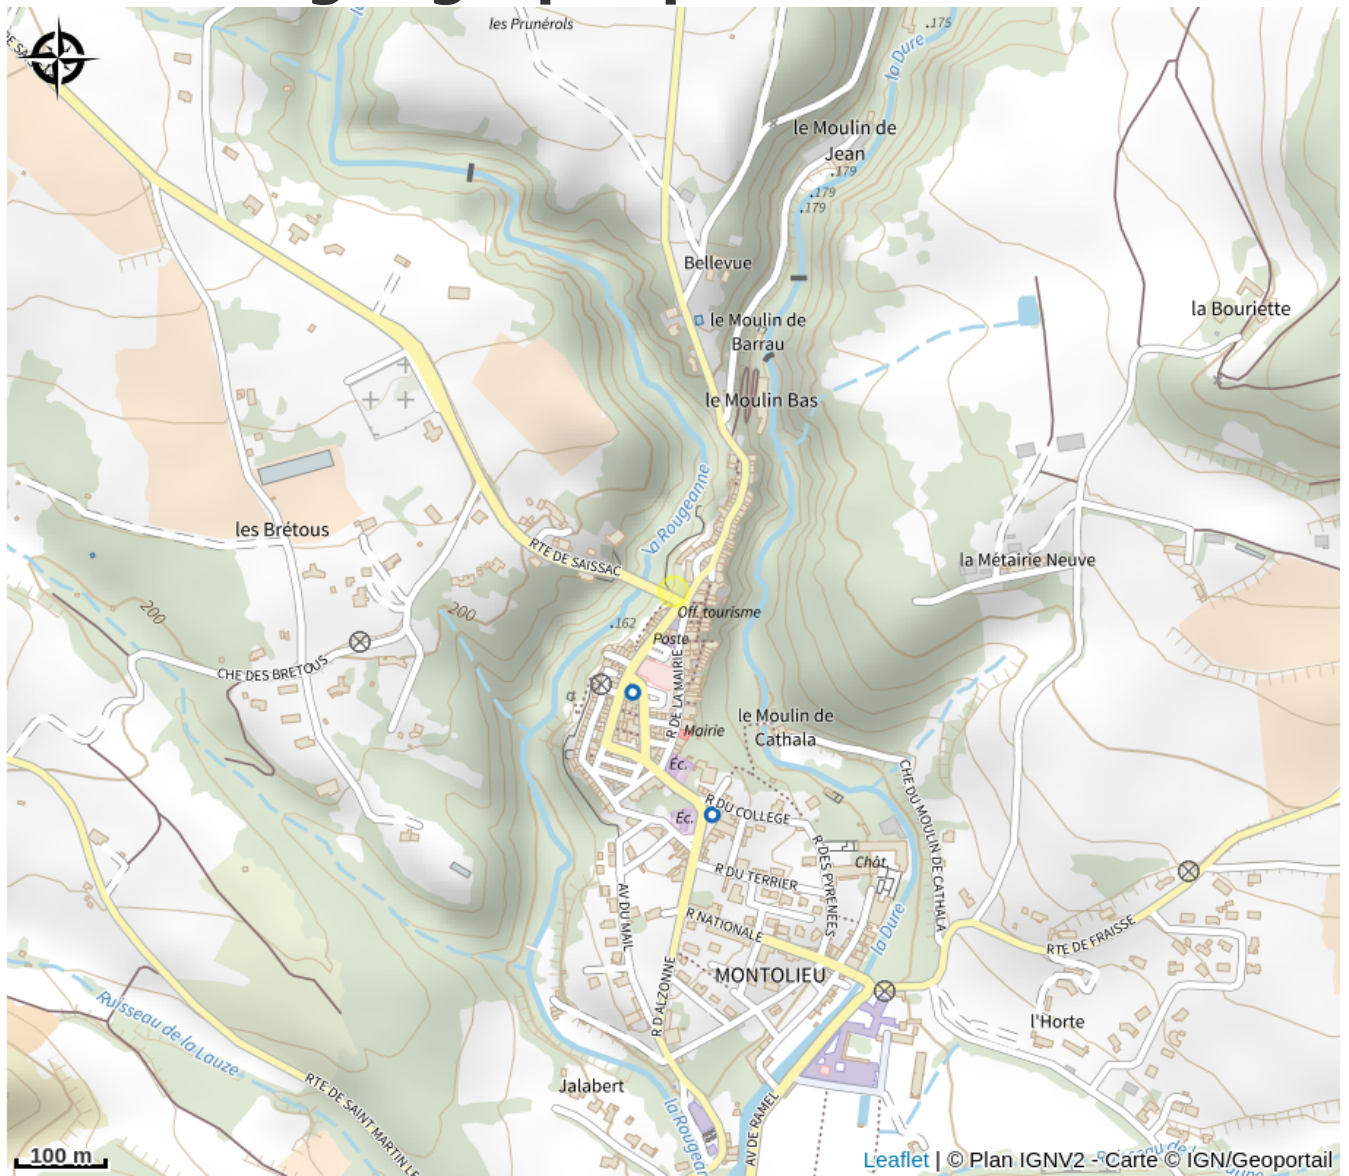 les Prunérols
.175
la Dure
le Moulin de
Jean
.179
.179
.179
Bellevue
la Bouriette
le Moulin de
Barrau
le Moulin Bas
la Rougeanne
les Brétous
RTE DE SAISSAC
la Métairie Neuve
200
200
Off. tourisme
.162
Poste
CHE DES BRETOUS
R DE LA MAIRIE
le Moulin de
Cathala
Mairie
Éc.
CHE DU MOULIN DE CATHALA
R DU COLLEGE
Éc.
R DES PYRENEES
Chât.
R DU TERRIER
AV DU MAIL
R NATIONALE
la Dure
RTE DE FRAISSE
MONTOLIEU
R D'ALZONNE
Ruisseau de la Lauze
l'Horte
Jalabert
RTE DE SAINT MARTIN LE
la Rougear
AV DE RAMEL
100 m
Leaflet | © Plan IGNV2 - Carte © IGN/Geoportail